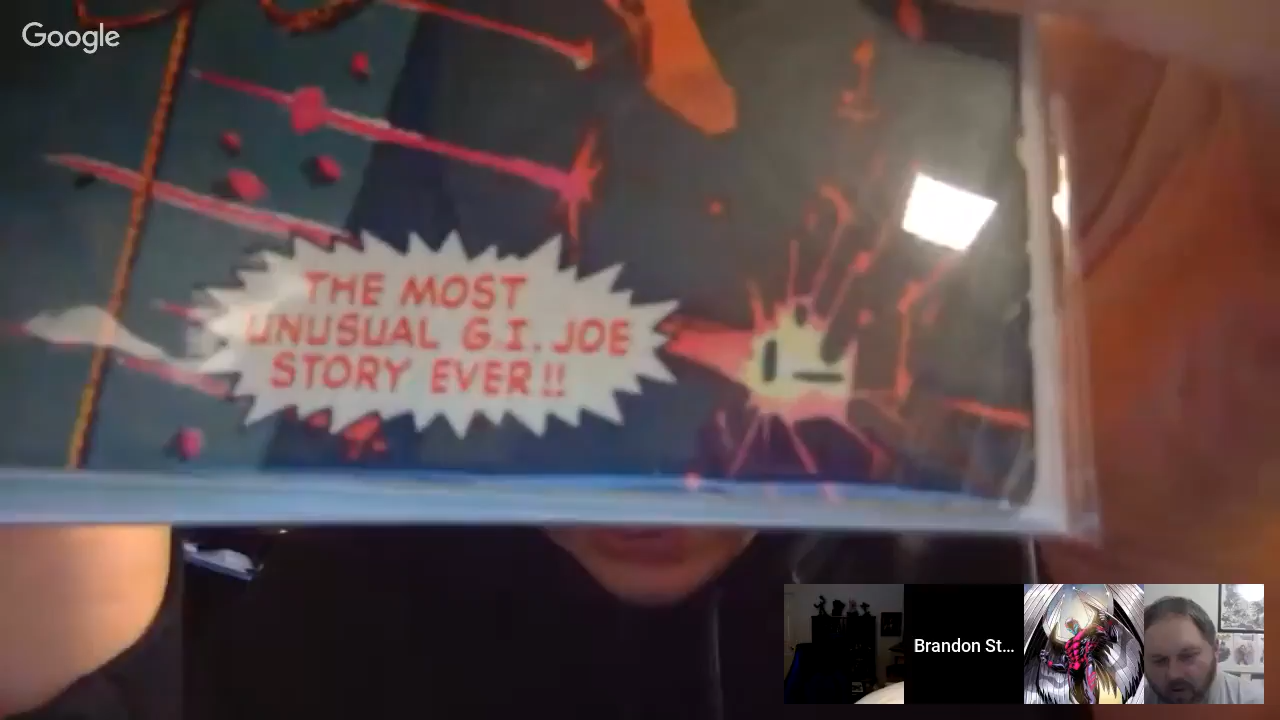 Google
THE MOST
UNUSUAL G.I. JOE
STORY EVER!!
Brandon St...